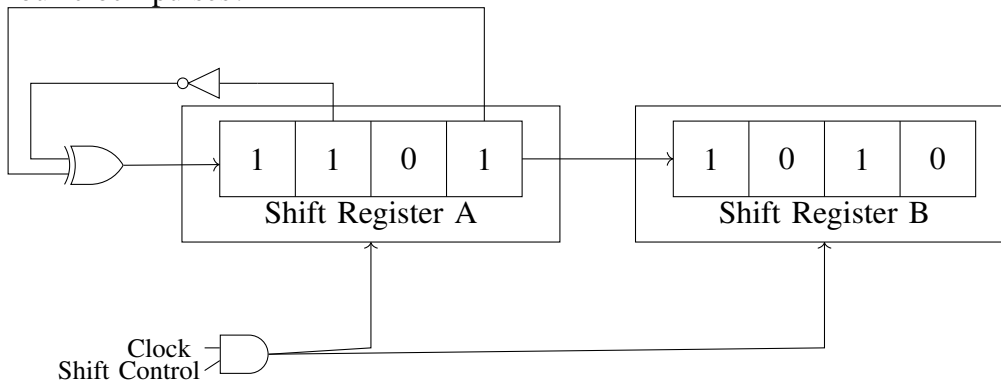 1 1 0 1 1 0 1 0
Shift Register A Shift Register B
Clock
Shift Control